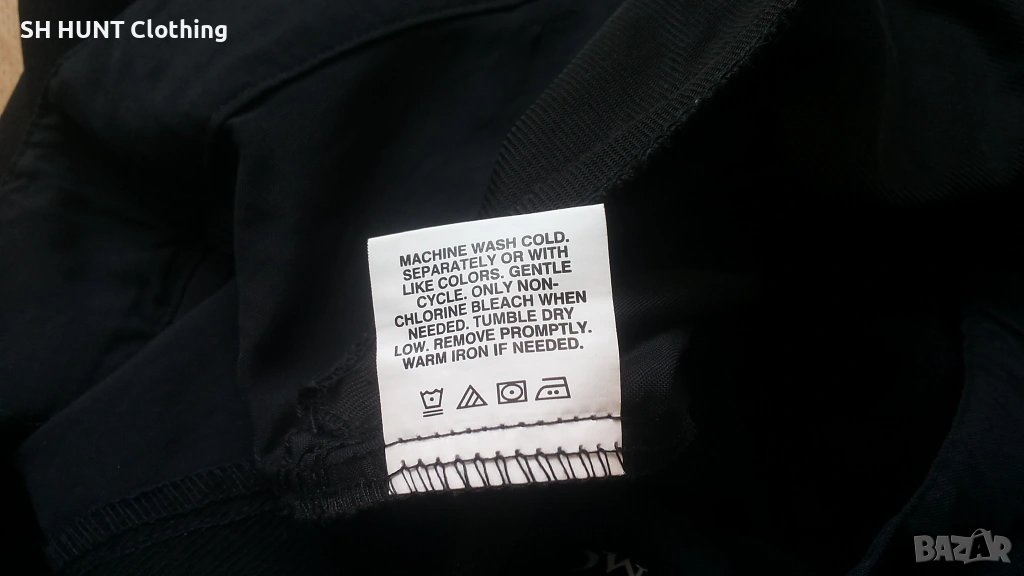 SH HUNT Clothing
MACHINE WASH COLD.
SEPARATELY OR WITH
LIKE COLORS. GENTLE
CYCLE. ONLY NON-
CHLORINE BLEACH WHEN
NEEDED. TUMBLE DRY
LOW. REMOVE PROMPTLY.
WARM IRON IF NEEDED.
BAZAR